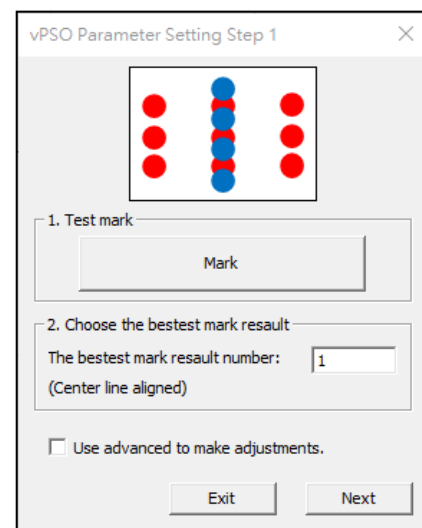 vPSO Parameter Setting Step 1
1. Test mark
Mark
2. Choose the bestest mark resault
The bestest mark resault number:
1
(Center line aligned)
Use advanced to make adjustments.
Exit
Next